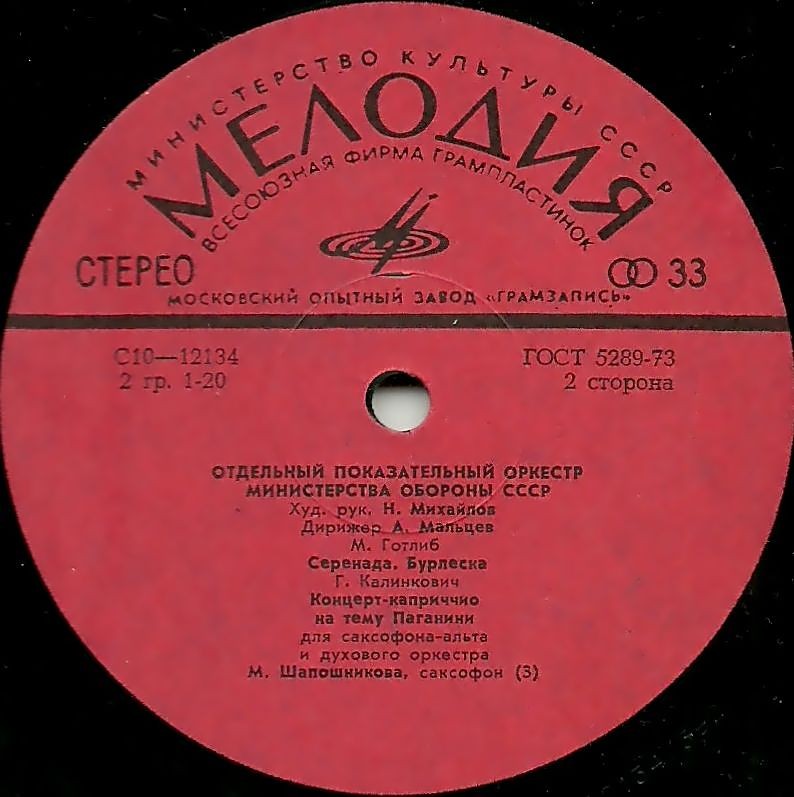 МИНИСТЕРСТВО КУЛЬТУРЫ СССР
МЕЛОДИЯ
ВСЕСОЮЗНАЯ ФИРМА ГРАМПЛАСТИНОК
СТЕРЕО
33
МОСКОВСКИЙ ОПЫТНЫЙ ЗАВОД «ГРАМЗАПИСЬ»
С10—12134
ГОСТ 5289-73
2 гр. 1-20
2 сторона
ОТДЕЛЬНЫЙ ПОКАЗАТЕЛЬНЫЙ ОРКЕСТР
МИНИСТЕРСТВА ОБОРОНЫ СССР
Худ. рук. Н. Михайлов
Дирижер А. Мальцев
М. Готлиб
Серенада. Бурлеска
Г. Калинкович
Концерт-каприччио
на тему Паганини
для саксофона-альта
и духового оркестра
М. Шапошникова, саксофон (3)